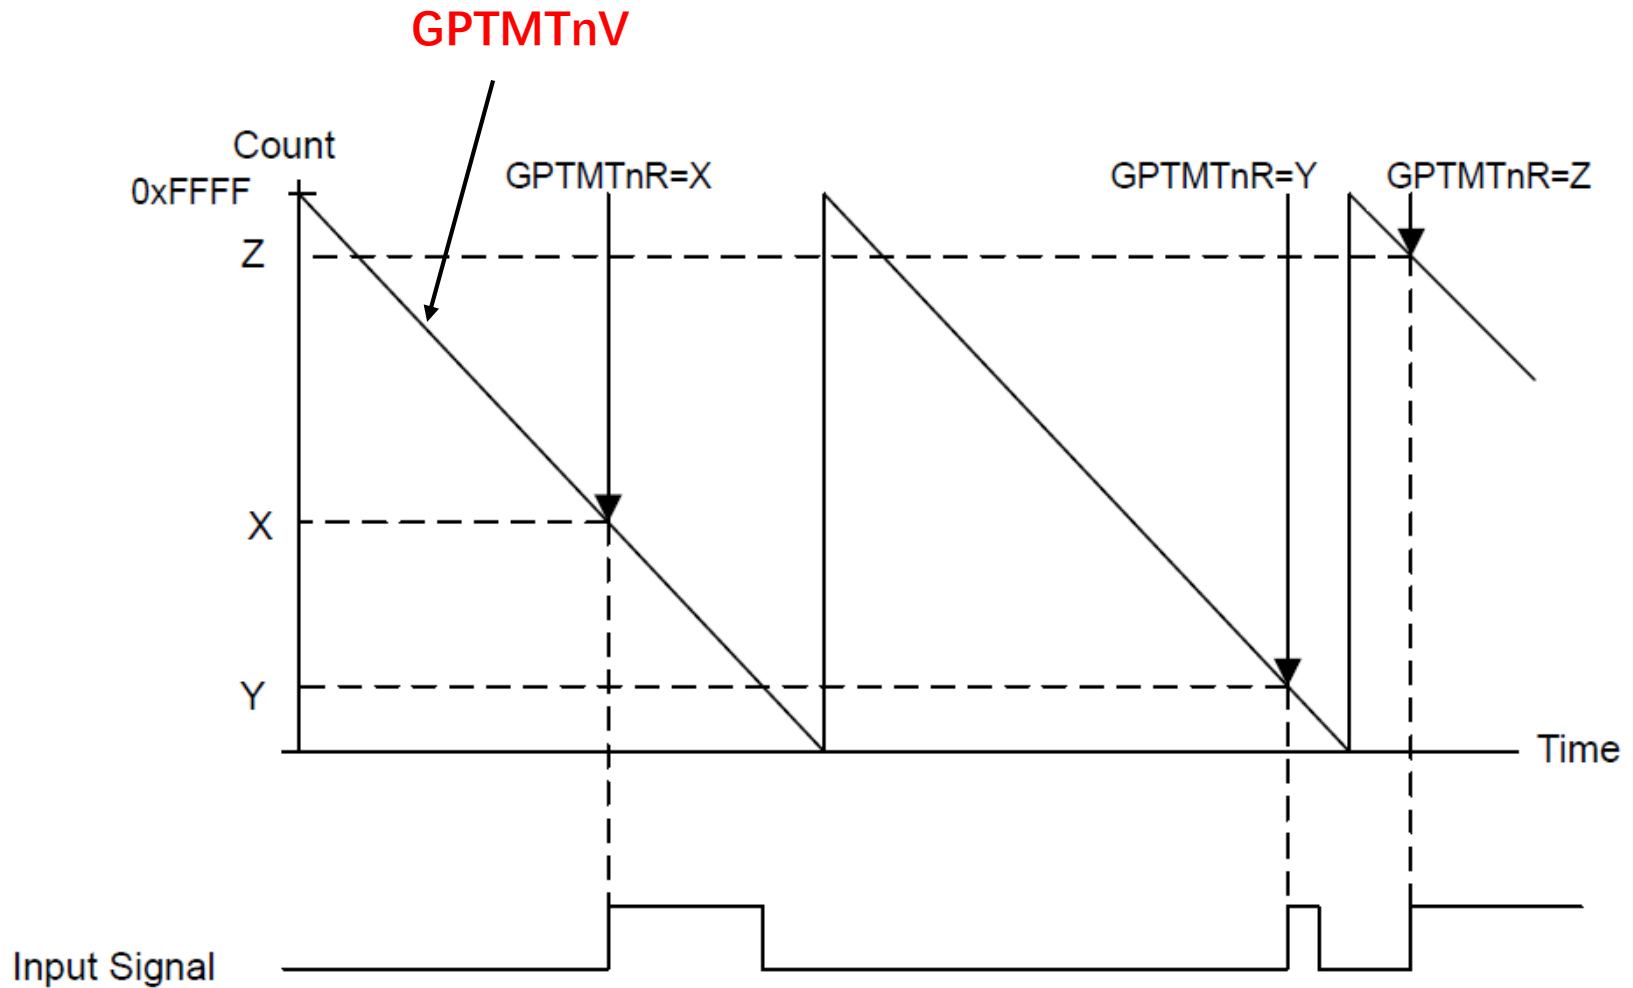 GPTMTnV
Count
0xFFFF
GPTMTnR=X
GPTMTnR=Y
GPTMTnR=Z
Z
X
Y
Time
Input Signal